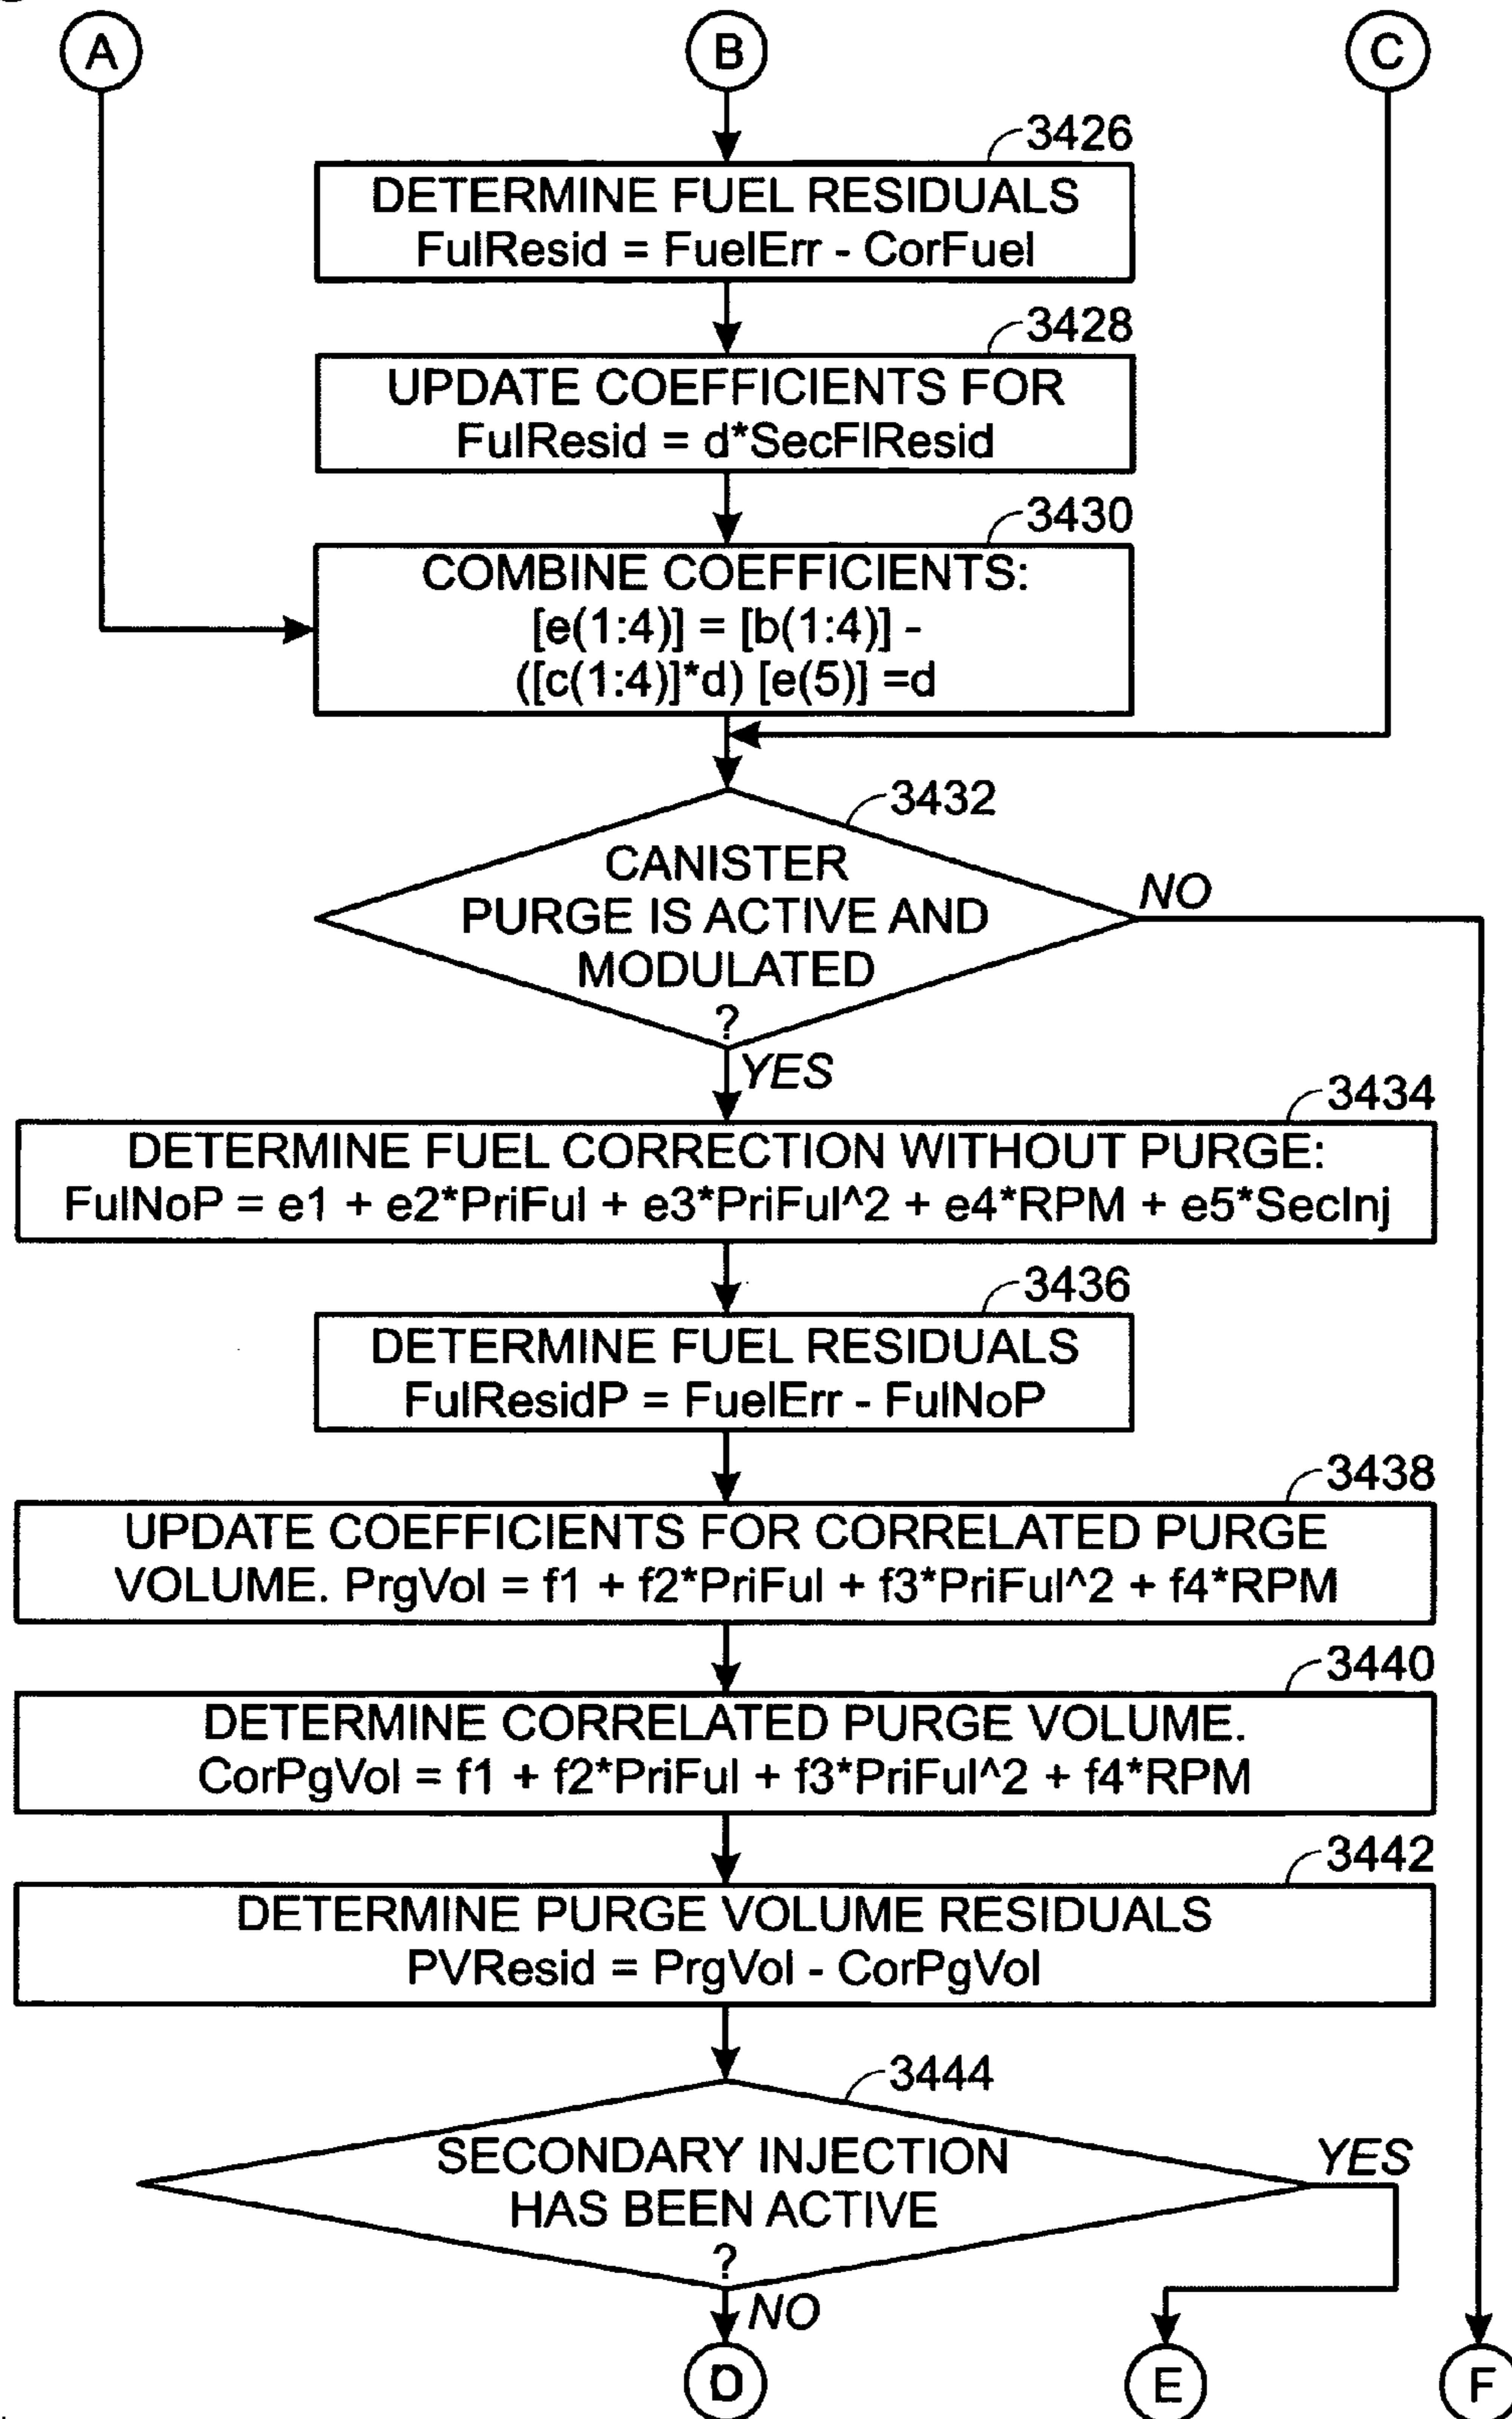 A
B
C
3426
DETERMINE FUEL RESIDUALS
FulResid = FuelErr - CorFuel
3428
UPDATE COEFFICIENTS FOR
FulResid = d*SecFlResid
3430
COMBINE COEFFICIENTS:
[e(1:4)] = [b(1:4)] -
([c(1:4)]*d) [e(5)] =d
3432
CANISTER
PURGE IS ACTIVE AND
MODULATED
?
NO
YES
3434
DETERMINE FUEL CORRECTION WITHOUT PURGE:
FulNoP = e1 + e2*PriFul + e3*PriFul^2 + e4*RPM + e5*SecInj
3436
DETERMINE FUEL RESIDUALS
FulResidP = FuelErr - FulNoP
3438
UPDATE COEFFICIENTS FOR CORRELATED PURGE
VOLUME. PrgVol = f1 + f2*PriFul + f3*PriFul^2 + f4*RPM
3440
DETERMINE CORRELATED PURGE VOLUME.
CorPgVol = f1 + f2*PriFul + f3*PriFul^2 + f4*RPM
3442
DETERMINE PURGE VOLUME RESIDUALS
PVResid = PrgVol - CorPgVol
3444
SECONDARY INJECTION
HAS BEEN ACTIVE
?
YES
NO
D
E
F